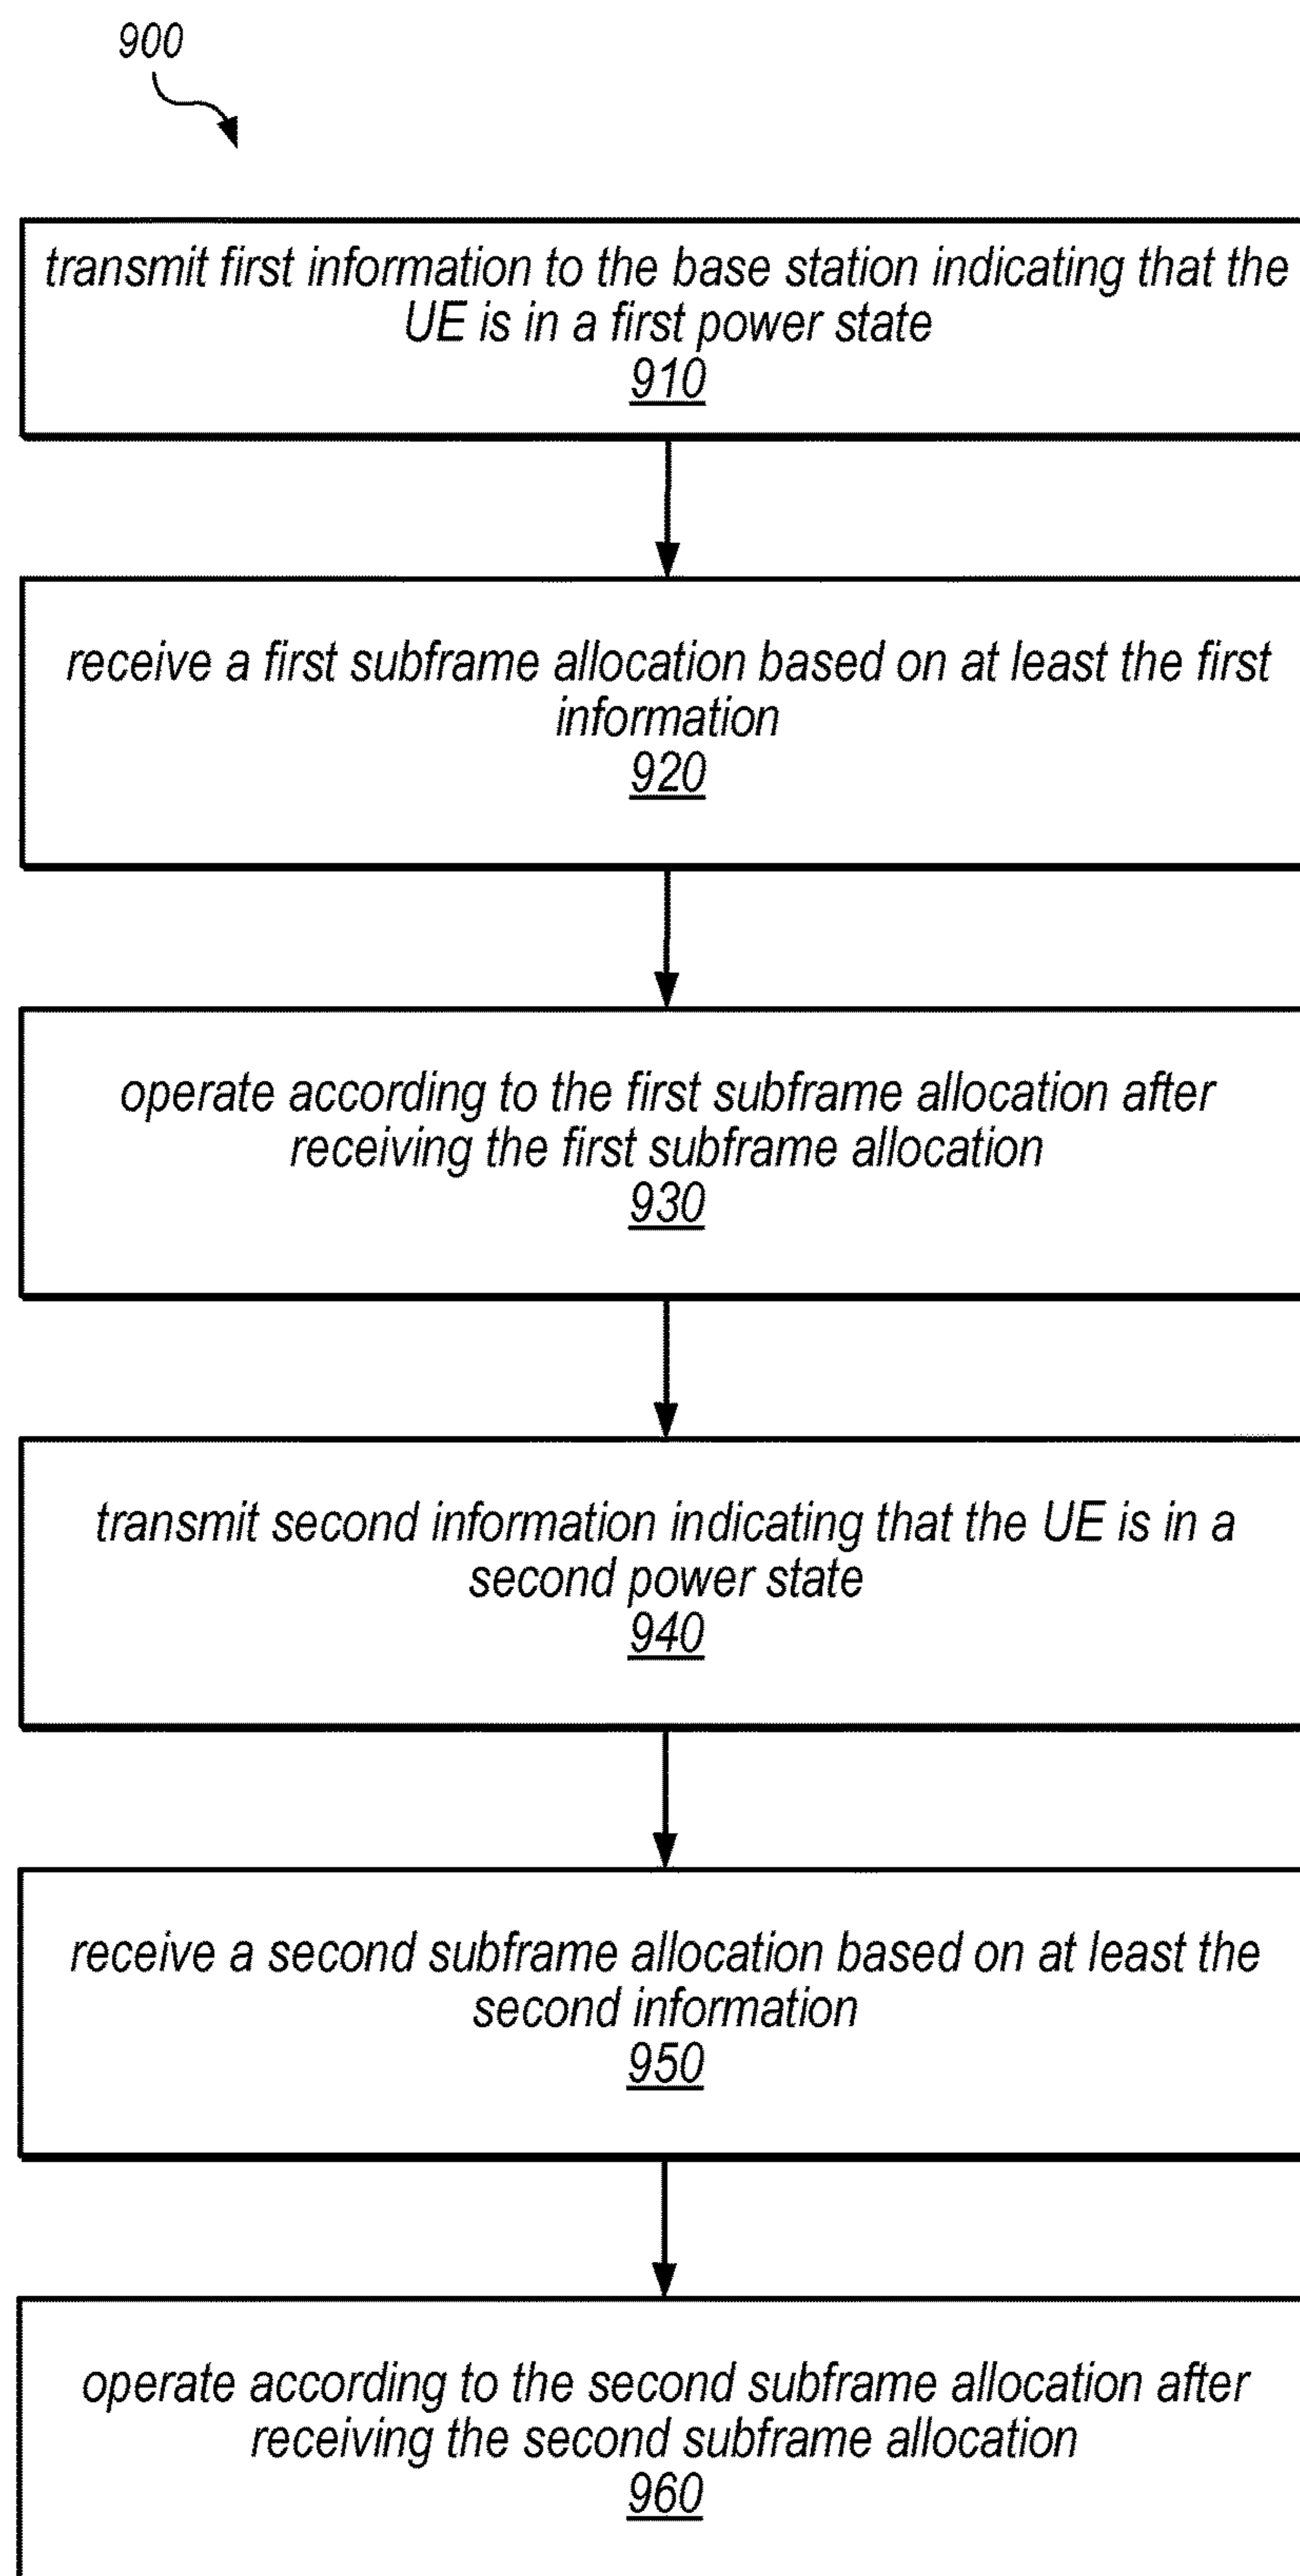 900
transmit first information to the base station indicating that the
UE is in a first power state
910
receive a first subframe allocation based on at least the first
information
920
operate according to the first subframe allocation after
receiving the first subframe allocation
930
transmit second information indicating that the UE is in a
second power state
940
receive a second subframe allocation based on at least the
second information
950
operate according to the second subframe allocation after
receiving the second subframe allocation
960